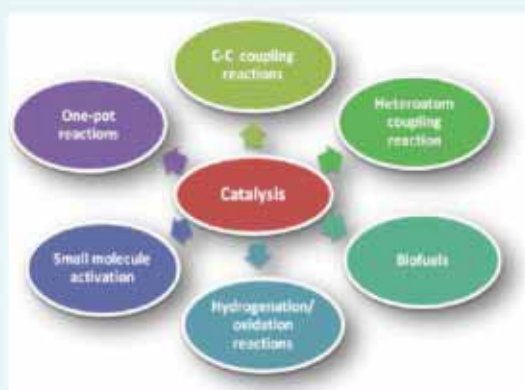 C-C coupling
reactions
Heteroatom
coupling
reaction
Biofuels
Hydrogenation/
oxidation
reactions
Small molecule
activation
One-pot
reactions
Catalysis